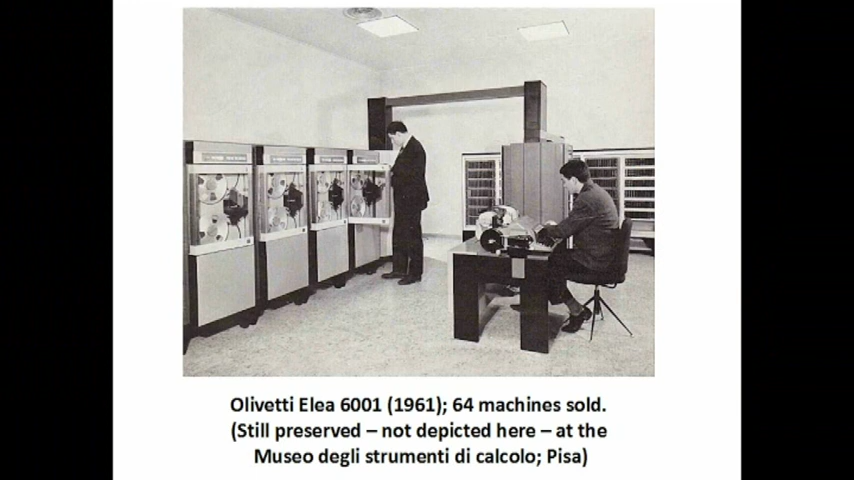 Olivetti Elea 6001 (1961); 64 machines sold.
(Still preserved – not depicted here – at the
Museo degli strumenti di calcolo; Pisa)